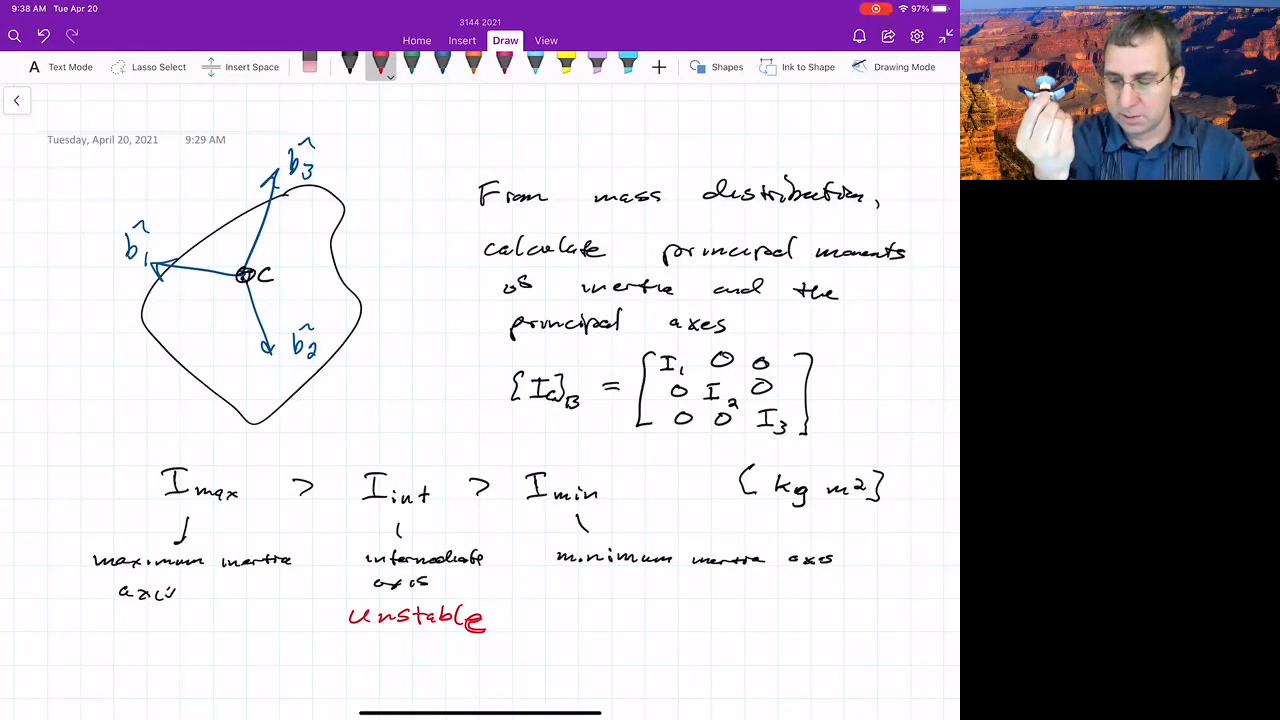 9:38 AM Tue Apr 20
97%
3144 2021
Home Insert Draw View
Text Mode Lasso Select Insert Space Shapes Ink to Shape Drawing Mode
Tuesday, April 20, 2021 9:29 AM
b̂3
b̂1
C
b̂2
From mass distribution,
calculate principal moments
of inertia and the
principal axes
[Ic]B = [I1 0 0
0 I2 0
0 0 I3]
Imax > Iint > Imin [kg m²]
maximum inertia axis
intermediate axis
minimum inertia axes
unstable